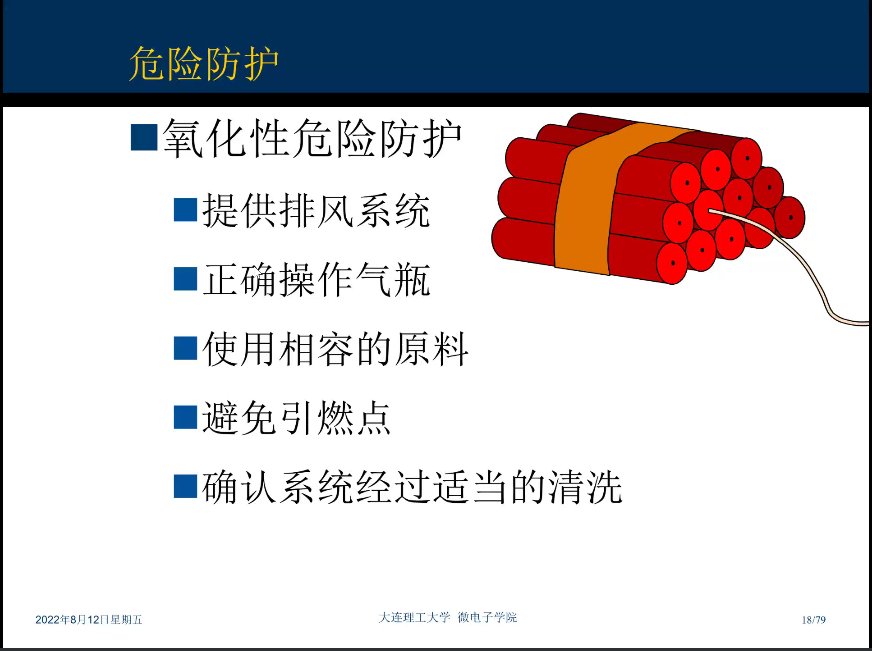 危险防护
氧化性危险防护
提供排风系统
正确操作气瓶
使用相容的原料
避免引燃点
确认系统经过适当的清洗
2022年8月12日星期五
大连理工大学 微电子学院
18/79